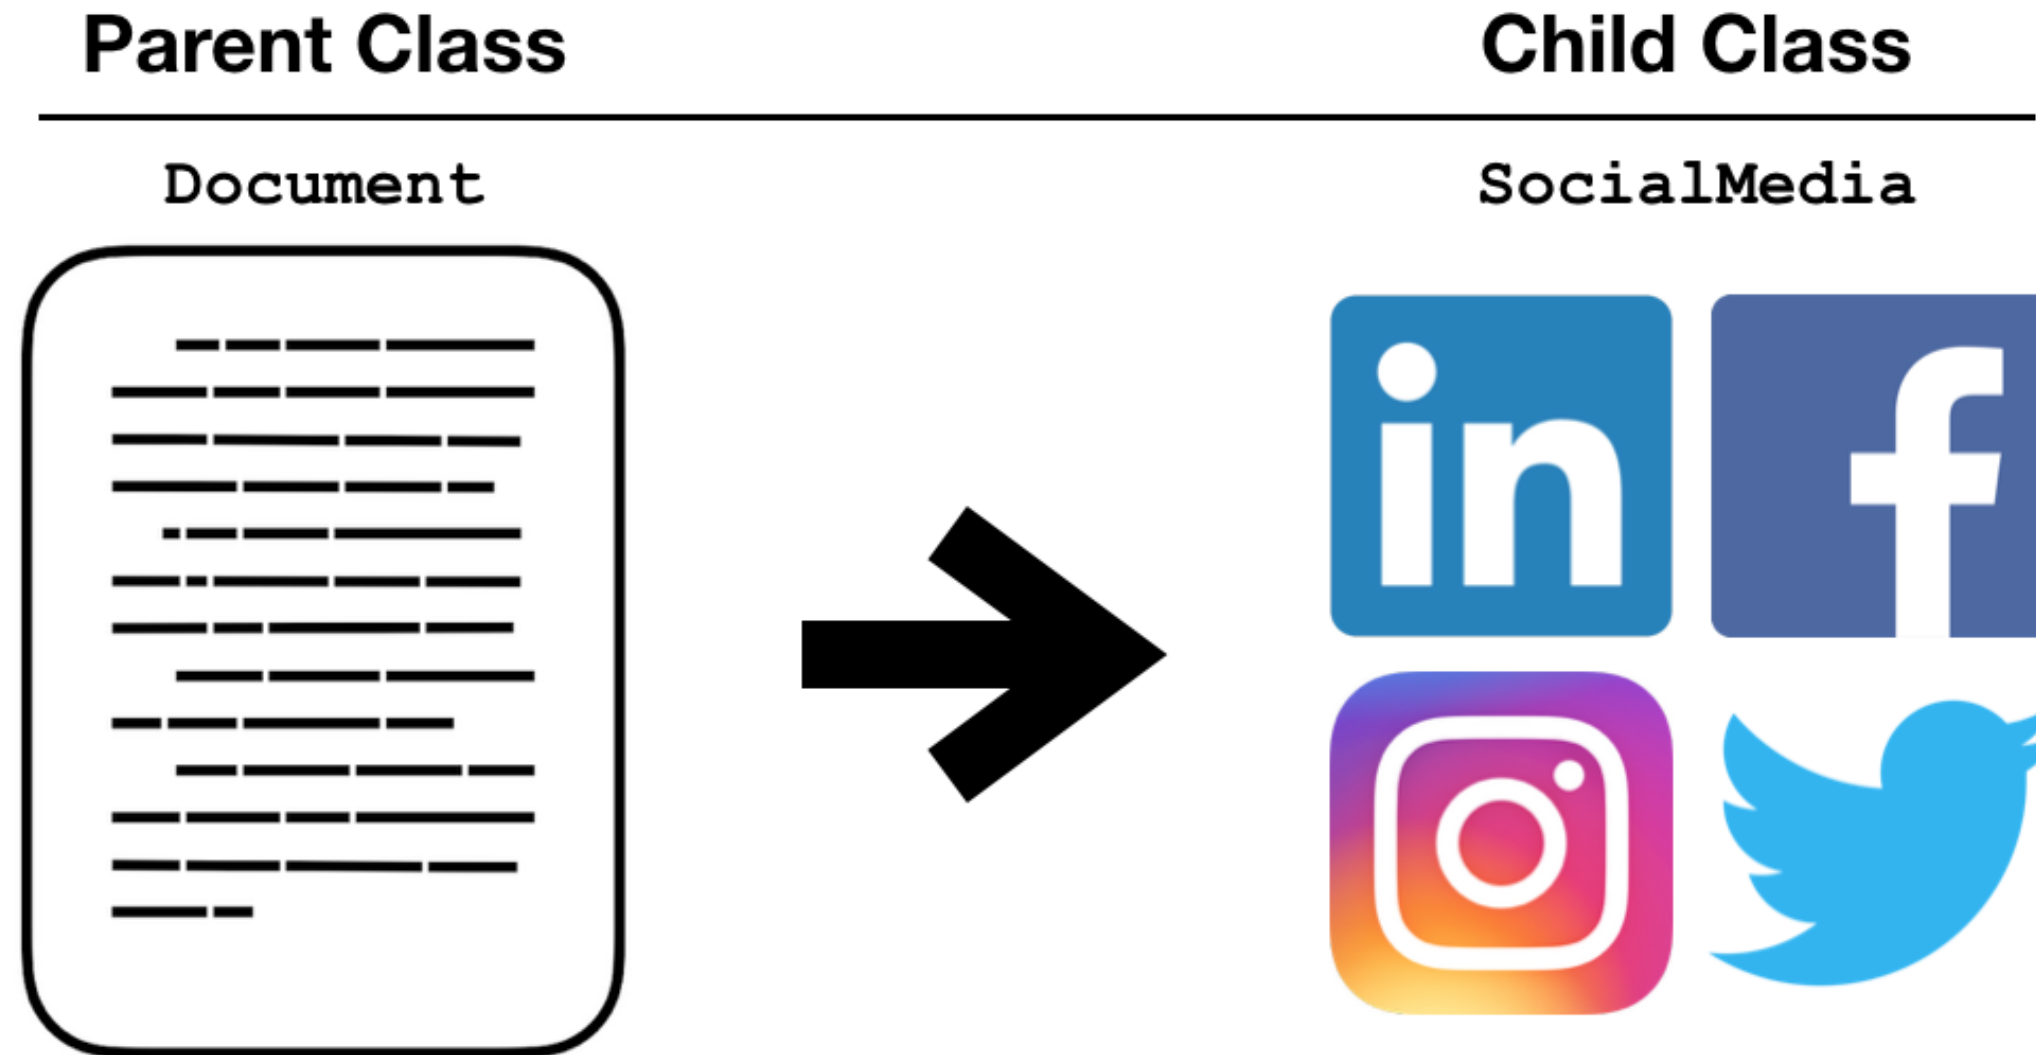 Parent Class
Child Class
Document
SocialMedia
in
f